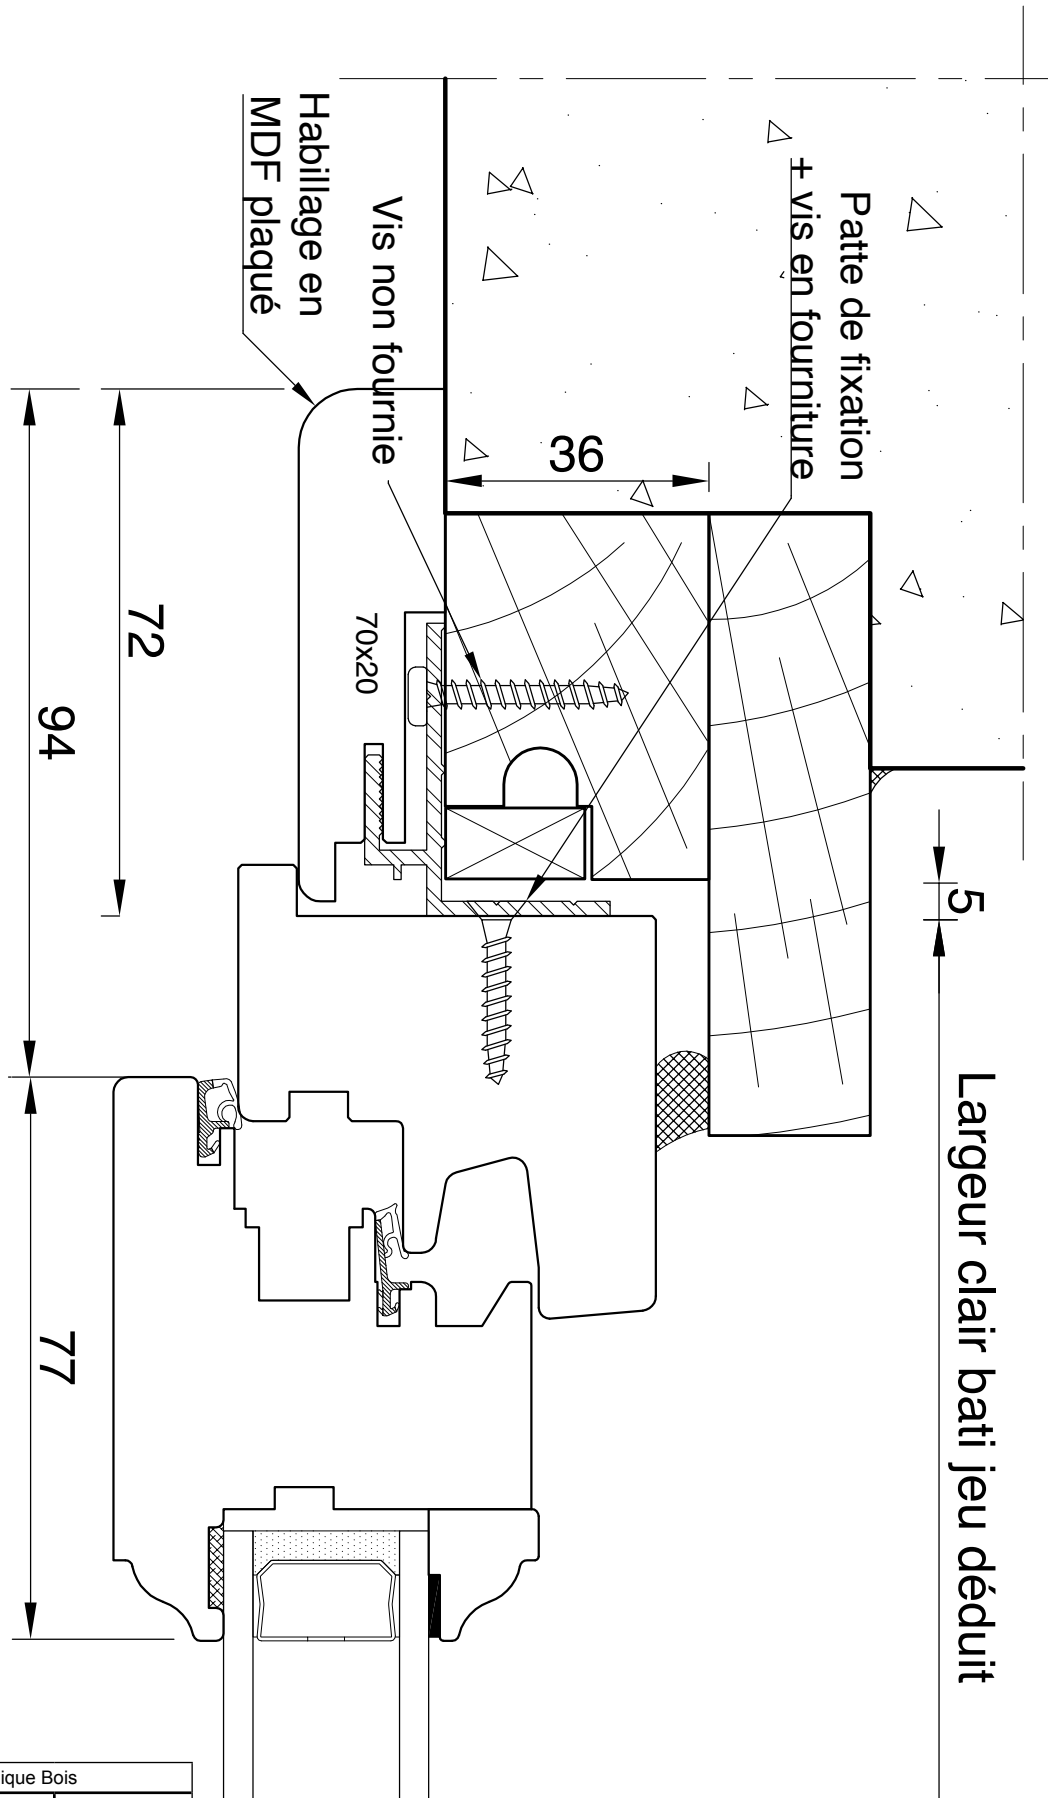 Patte de fixation
+ vis en fourniture
Vis non fournie
Habillage en
MDF plaqué
36
70x20
72
94
77
5
Largeur clair bati jeu déduit
ique Bois